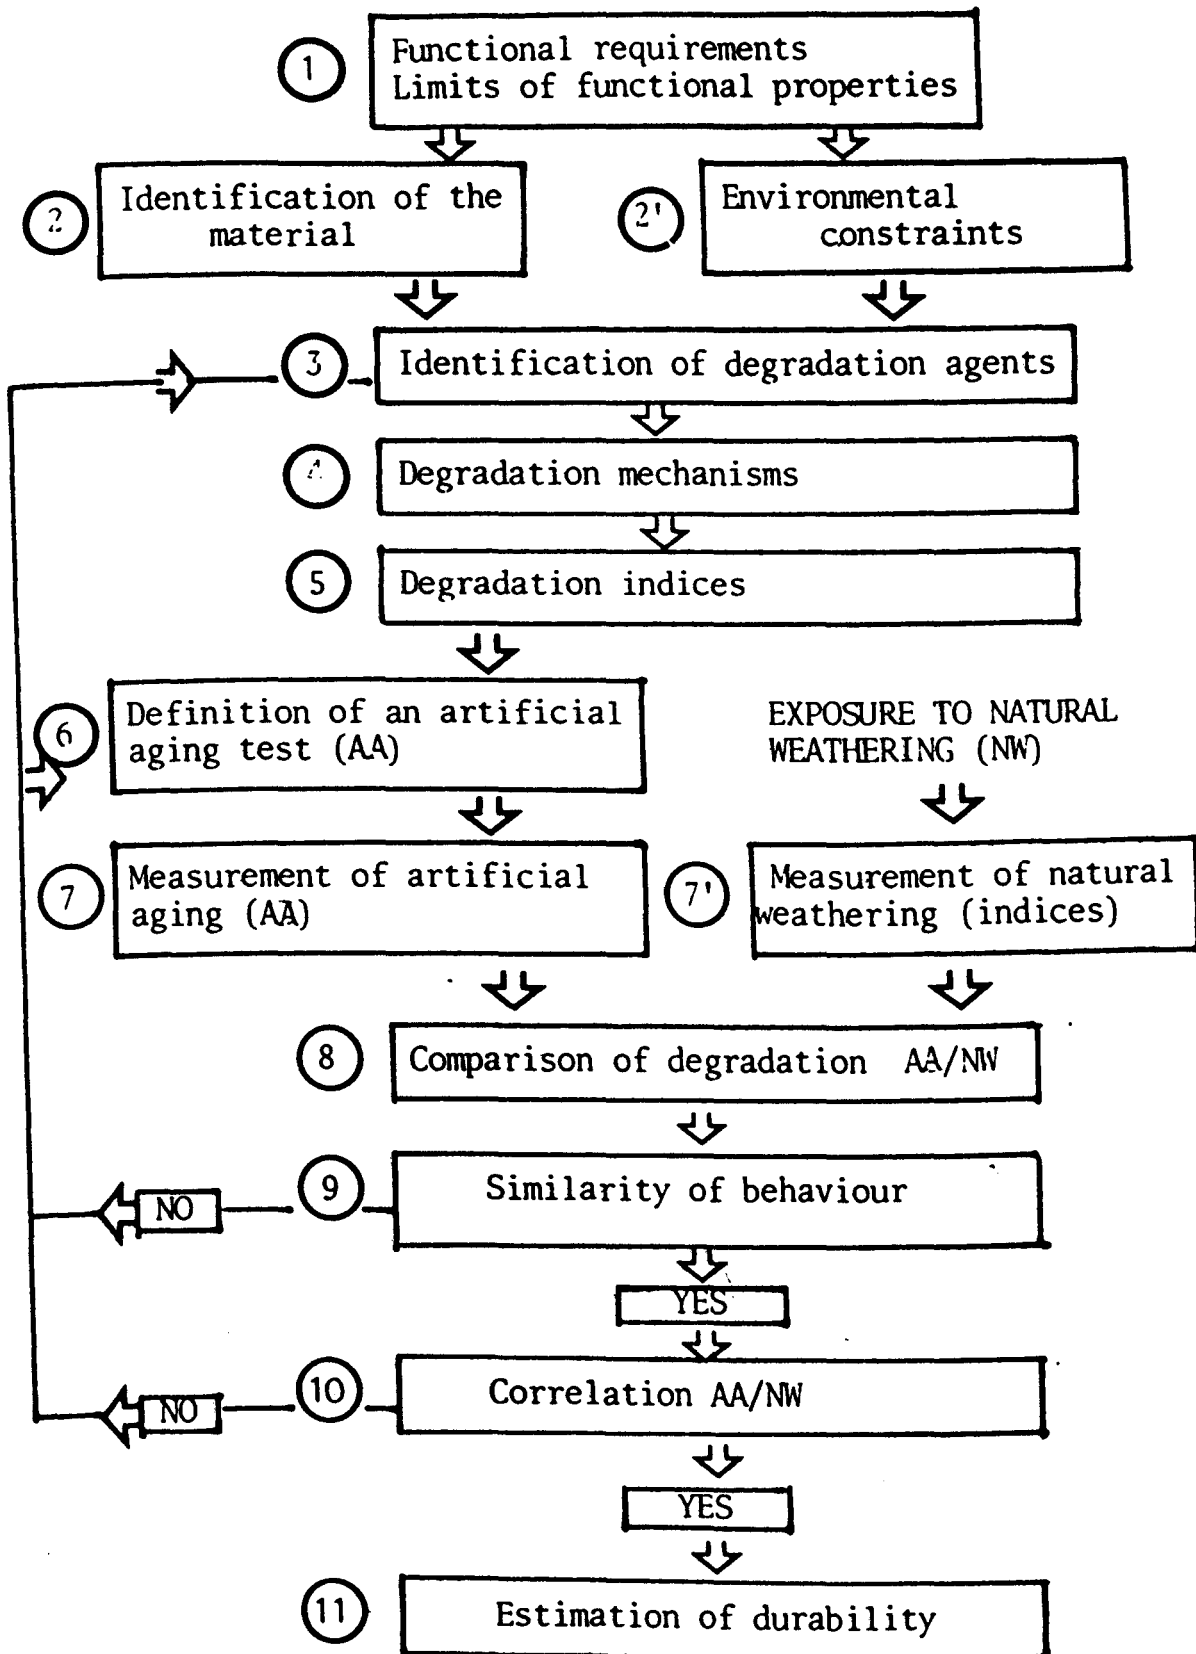 1
Functional requirements
Limits of functional properties
2
Identification of the
material
2'
Environmental
constraints
3
Identification of degradation agents
4
Degradation mechanisms
5
Degradation indices
6
Definition of an artificial
aging test (AA)
EXPOSURE TO NATURAL
WEATHERING (NW)
7
Measurement of artificial
aging (AA)
7'
Measurement of natural
weathering (indices)
8
Comparison of degradation AA/NW
9
Similarity of behaviour
NO
YES
10
Correlation AA/NW
NO
YES
11
Estimation of durability